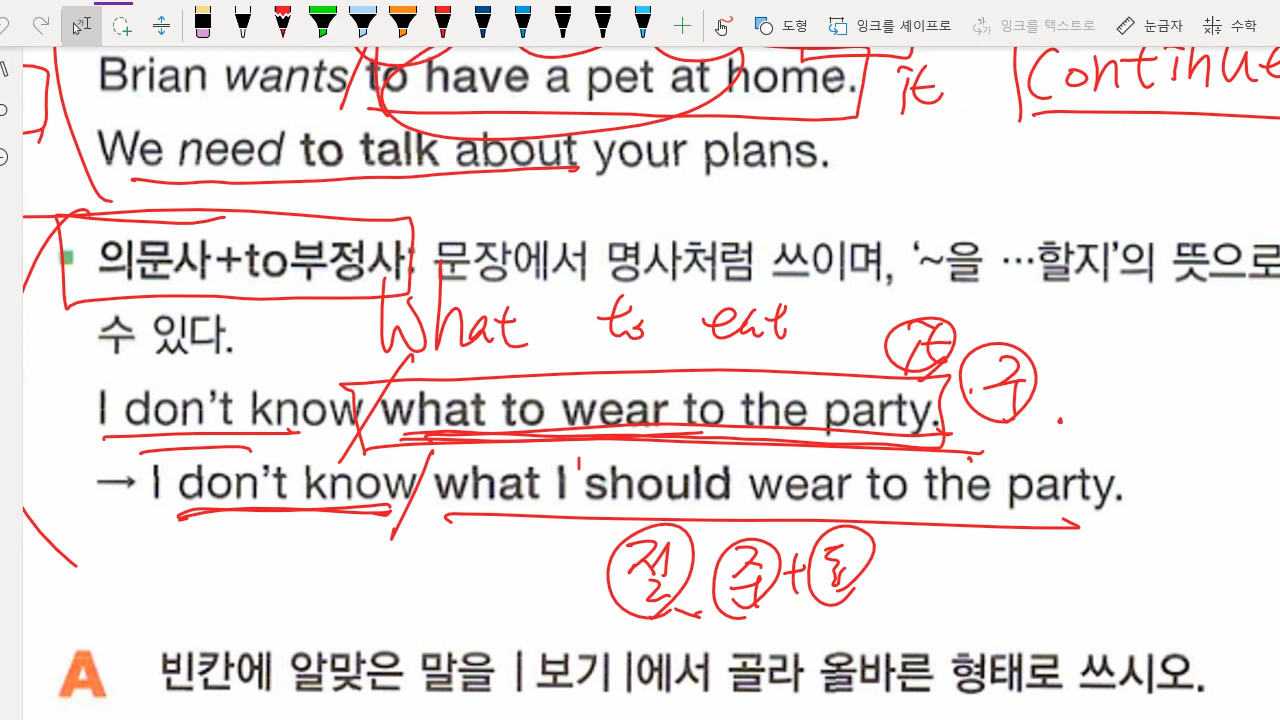 도형 잉크를 셰이프로 잉크를 텍스트로 눈금자 수학
Brian wants to have a pet at home. it Continue
We need to talk about your plans.
의문사+to부정사: 문장에서 명사처럼 쓰이며, ‘~을 …할지’의 뜻으로
수 있다.
What to eat
구
I don’t know what to wear to the party.
→ I don’t know what I should wear to the party.
절 주+동
A 빈칸에 알맞은 말을 | 보기 |에서 골라 올바른 형태로 쓰시오.